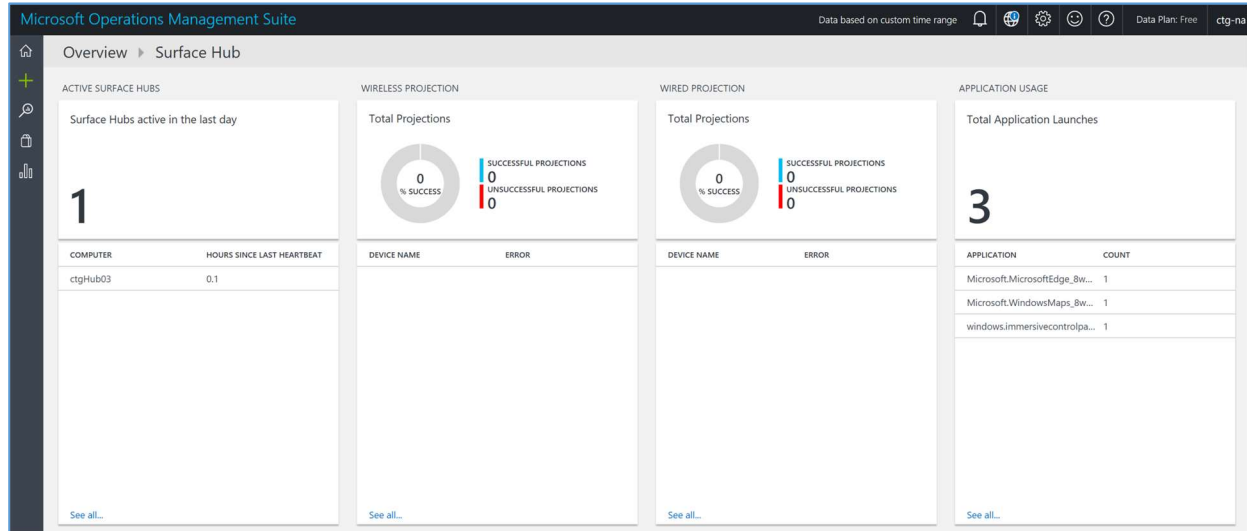 Microsoft Operations Management Suite
Data based on custom time range
Data Plan: Free
ctg-na
Overview
Surface Hub
ACTIVE SURFACE HUBS
Surface Hubs active in the last day
1
COMPUTER HOURS SINCE LAST HEARTBEAT
ctgHub03 0.1
See all...
WIRELESS PROJECTION
Total Projections
0
% SUCCESS
SUCCESSFUL PROJECTIONS
0
UNSUCCESSFUL PROJECTIONS
0
DEVICE NAME ERROR
See all...
WIRED PROJECTION
Total Projections
0
% SUCCESS
SUCCESSFUL PROJECTIONS
0
UNSUCCESSFUL PROJECTIONS
0
DEVICE NAME ERROR
See all...
APPLICATION USAGE
Total Application Launches
3
APPLICATION COUNT
Microsoft.MicrosoftEdge_8w... 1
Microsoft.WindowsMaps_8w... 1
windows.immersivecontrolpa... 1
See all...